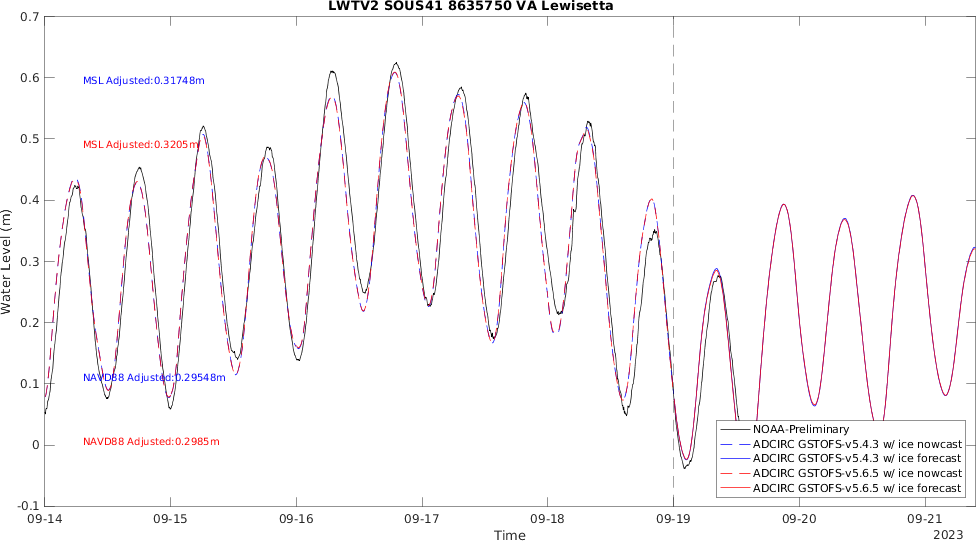 LWTV2 SOUS41 8635750 VA Lewisetta
0.7
0.6
0.5
0.4
0.3
0.2
0.1
0
-0.1
Water Level (m)
MSL Adjusted:0.31748m
MSL Adjusted:0.3205m
NAVD88 Adjusted:0.29548m
NAVD88 Adjusted:0.2985m
NOAA-Preliminary
ADCIRC GSTOFS-v5.4.3 w/ ice nowcast
ADCIRC GSTOFS-v5.4.3 w/ ice forecast
ADCIRC GSTOFS-v5.6.5 w/ ice nowcast
ADCIRC GSTOFS-v5.6.5 w/ ice forecast
09-14 09-15 09-16 09-17 09-18 09-19 09-20 09-21
Time
2023